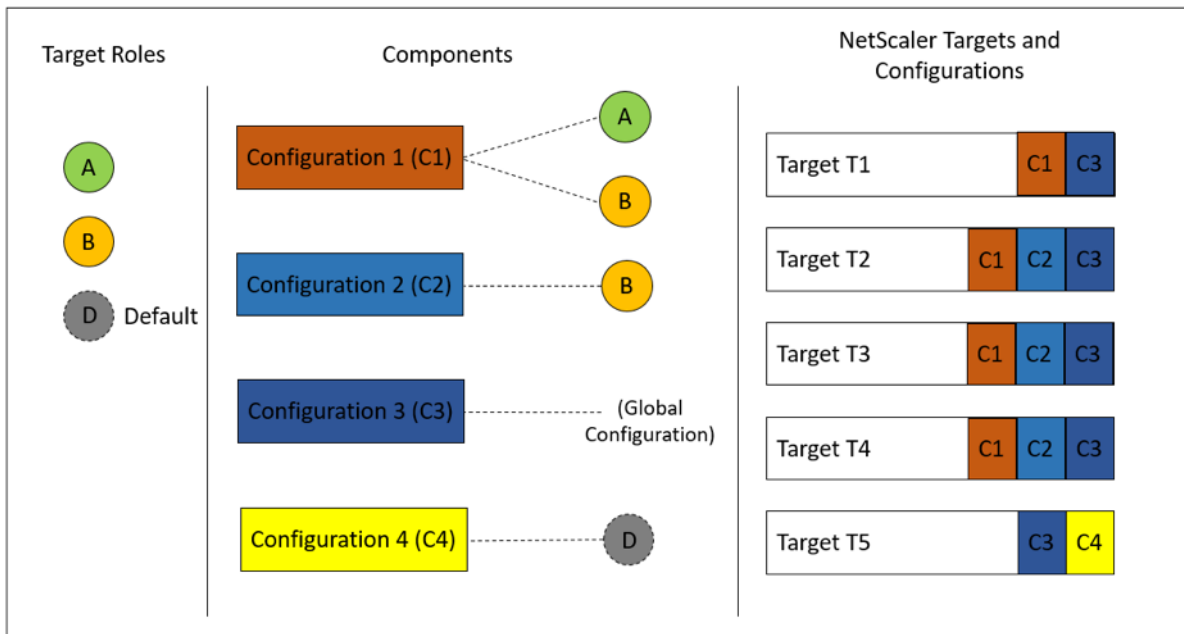 Target Roles
A
B
D Default
Components
Configuration 1 (C1)
A
B
Configuration 2 (C2)
B
Configuration 3 (C3)
(Global
Configuration)
Configuration 4 (C4)
D
NetScaler Targets and
Configurations
Target T1 C1 C3
Target T2 C1 C2 C3
Target T3 C1 C2 C3
Target T4 C1 C2 C3
Target T5 C3 C4